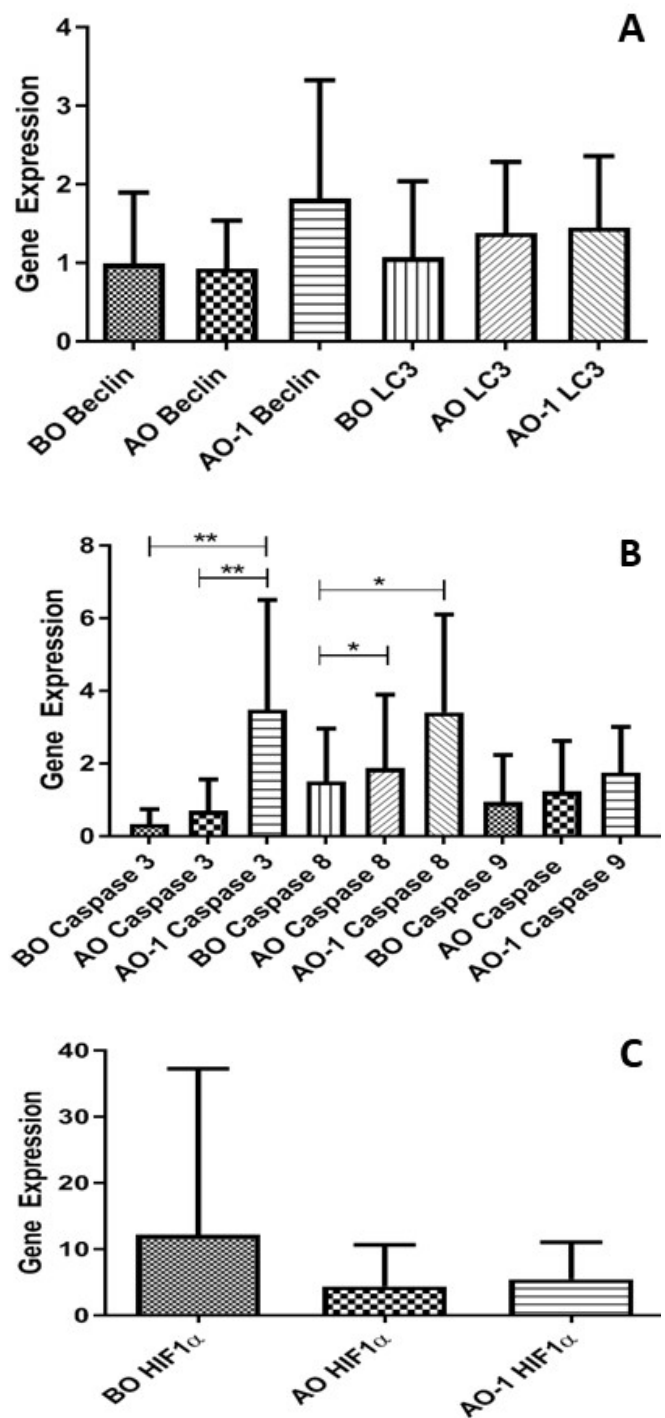 A
Gene Expression
4
3
2
1
0
BO Beclin
AO Beclin
AO-1 Beclin
BO LC3
AO LC3
AO-1 LC3
B
Gene Expression
8
6
4
2
0
**
**
*
*
BO Caspase 3
AO Caspase 3
AO-1 Caspase 3
BO Caspase 8
AO Caspase 8
AO-1 Caspase 8
BO Caspase 9
AO Caspase
AO-1 Caspase 9
C
Gene Expression
40
30
20
10
0
BO HIF1α
AO HIF1α
AO-1 HIF1α